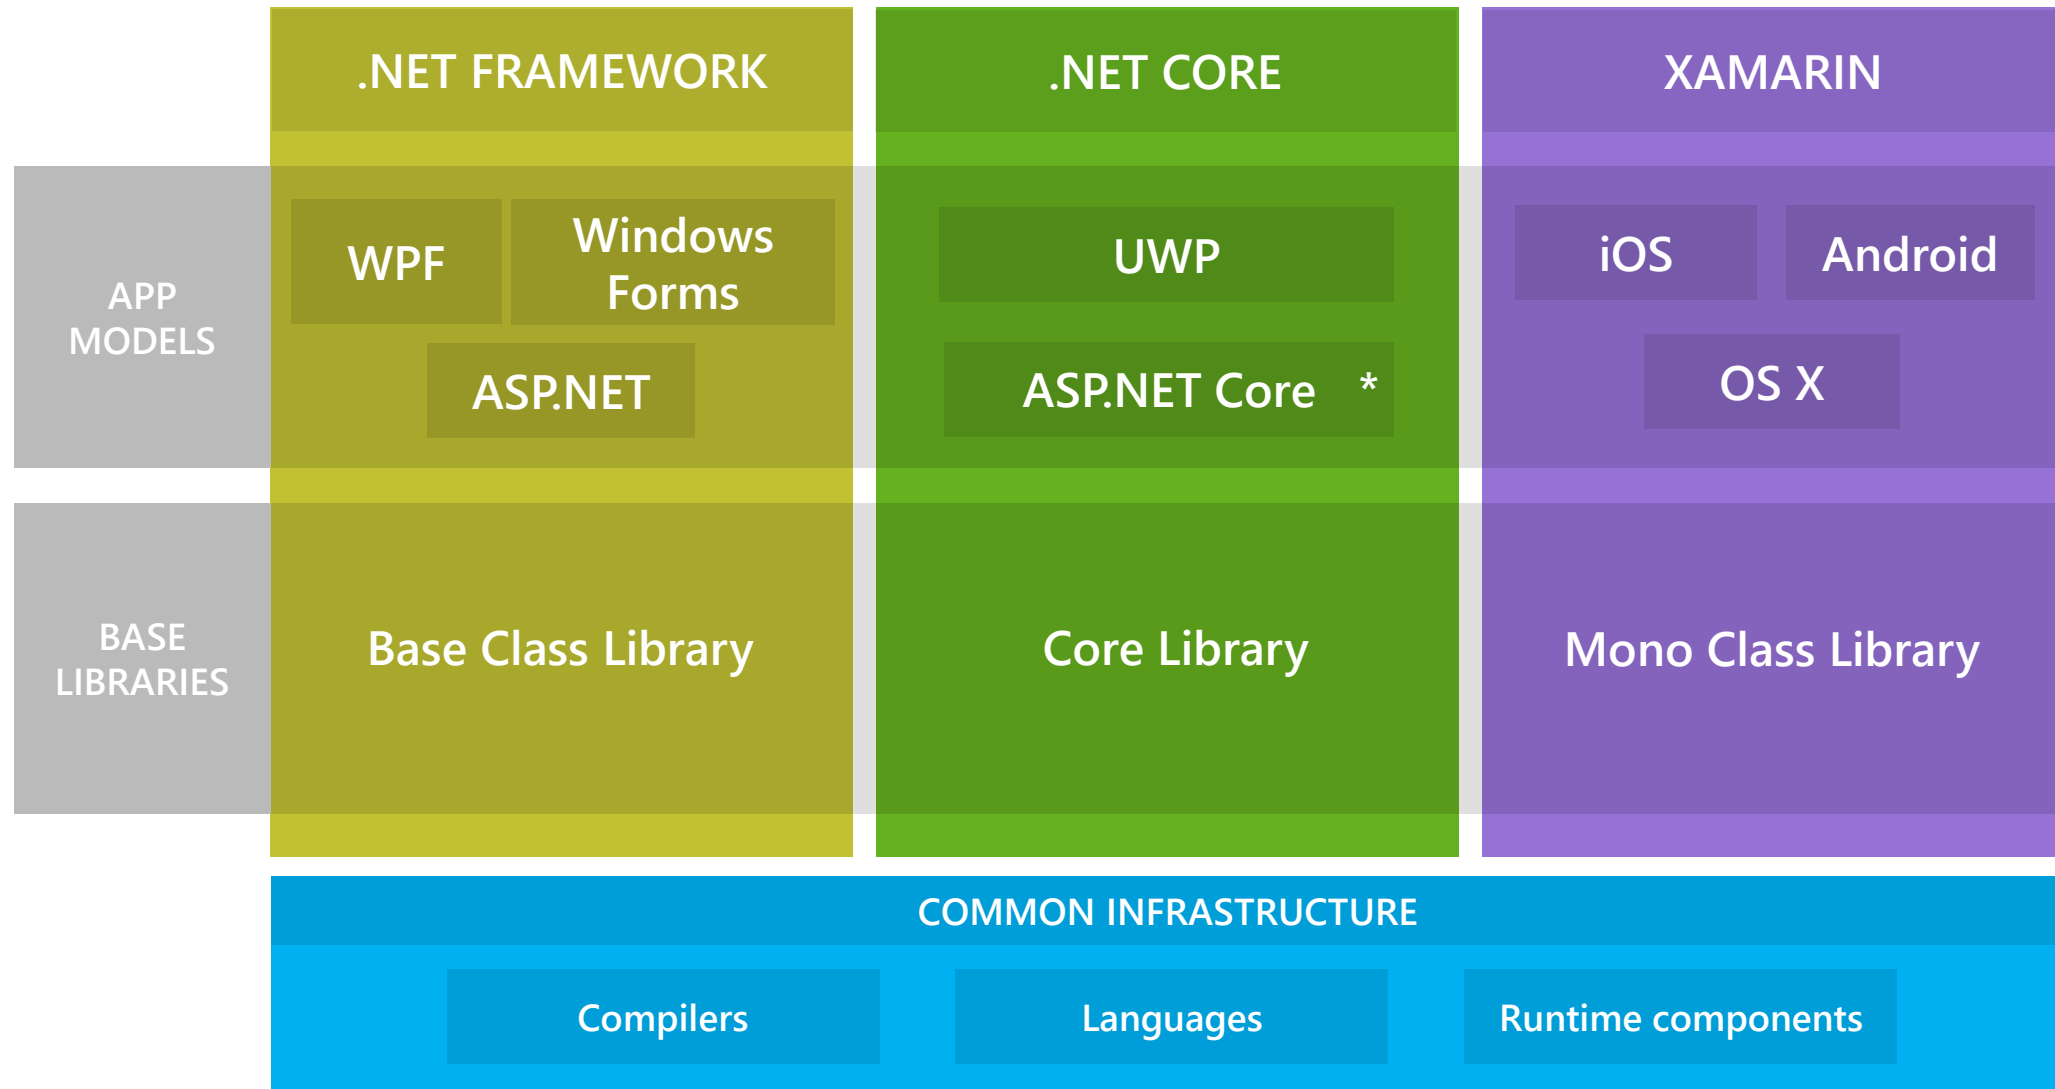 .NET FRAMEWORK
.NET CORE
XAMARIN
APP
MODELS
WPF
Windows
Forms
ASP.NET
UWP
ASP.NET Core *
iOS
Android
OS X
BASE
LIBRARIES
Base Class Library
Core Library
Mono Class Library
COMMON INFRASTRUCTURE
Compilers
Languages
Runtime components